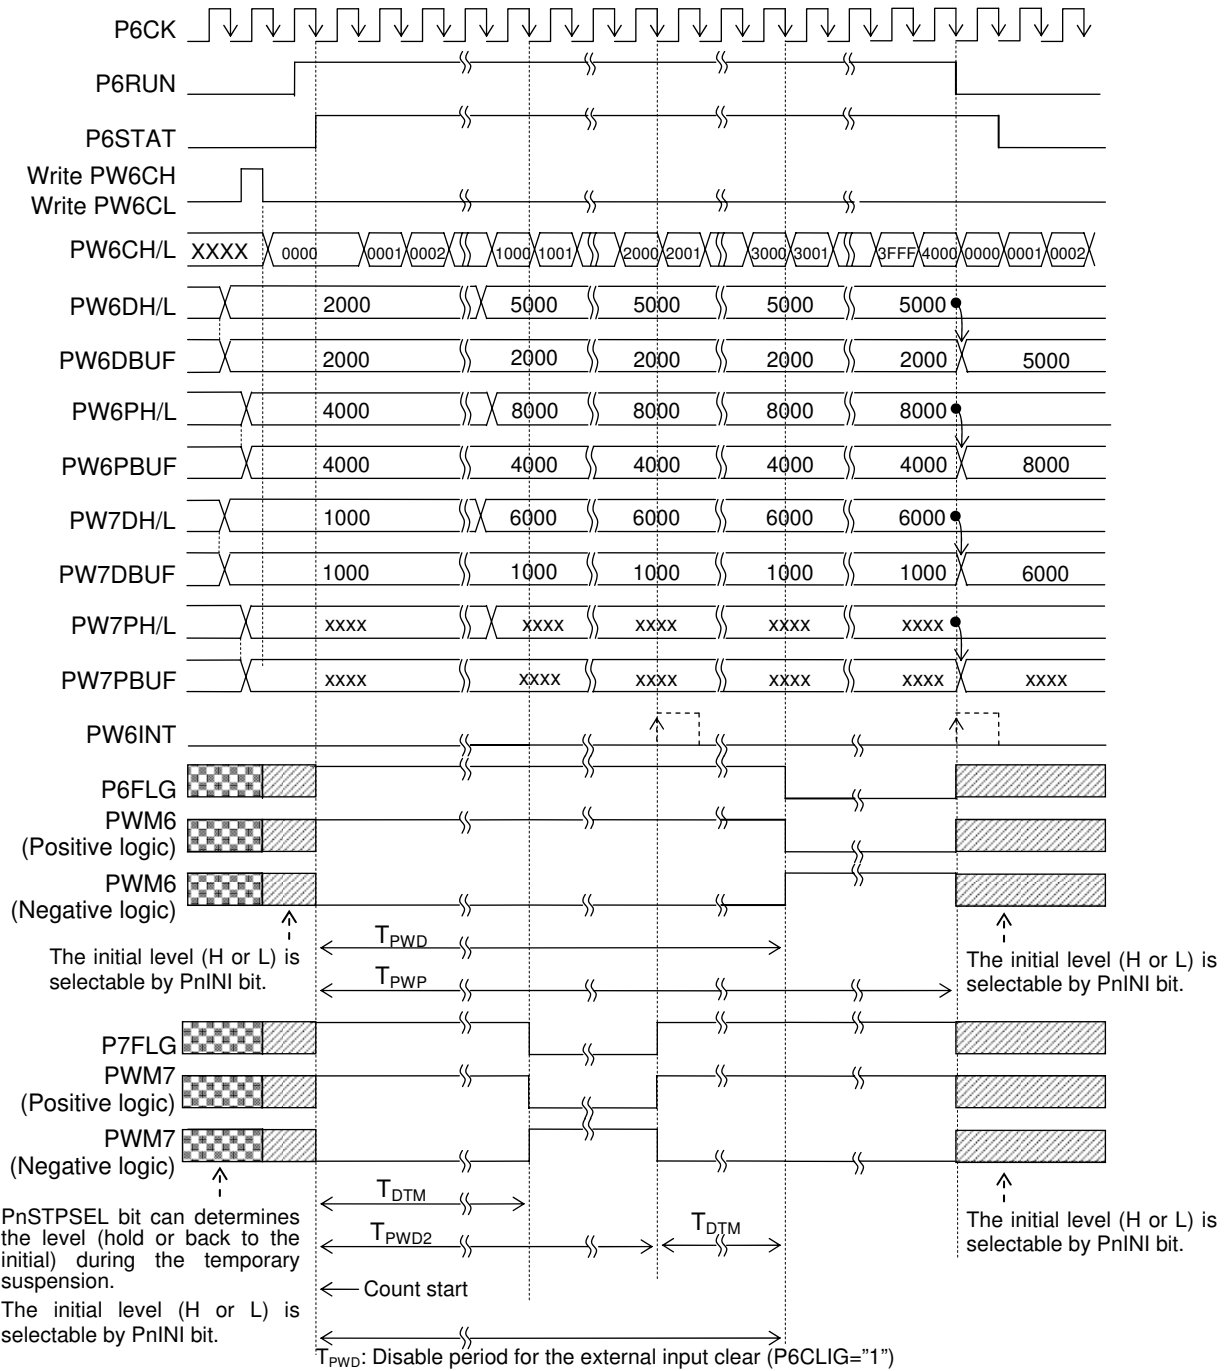 P6CK
P6RUN
P6STAT
Write PW6CH
Write PW6CL
PW6CH/L XXXX 0000 0001 0002 1000 1001 2000 2001 3000 3001 3FFF 4000 0000 0001 0002
PW6DH/L 2000 5000 5000 5000 5000
PW6DBUF 2000 2000 2000 2000 2000 5000
PW6PH/L 4000 8000 8000 8000 8000
PW6PBUF 4000 4000 4000 4000 4000 8000
PW7DH/L 1000 6000 6000 6000 6000
PW7DBUF 1000 1000 1000 1000 1000 6000
PW7PH/L xxxx xxxx xxxx xxxx xxxx
PW7PBUF xxxx xxxx xxxx xxxx xxxx xxxx
PW6INT
P6FLG
PWM6
(Positive logic)
PWM6
(Negative logic)
The initial level (H or L) is
selectable by PnINI bit.
TPWD
TPWP
The initial level (H or L) is
selectable by PnINI bit.
P7FLG
PWM7
(Positive logic)
PWM7
(Negative logic)
PnSTPSEL bit can determines
the level (hold or back to the
initial) during the temporary
suspension.
The initial level (H or L) is
selectable by PnINI bit.
TDTM
TPWD2
TDTM
The initial level (H or L) is
selectable by PnINI bit.
Count start
TPWD: Disable period for the external input clear (P6CLIG="1")